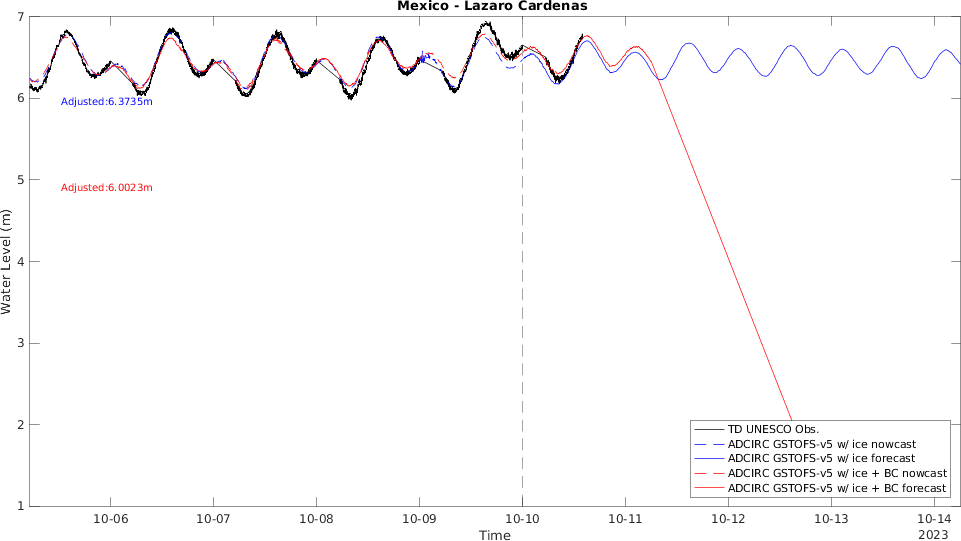 Mexico - Lazaro Cardenas
7
6
5
4
3
2
1
Water Level (m)
Adjusted:6.3735m
Adjusted:6.0023m
TD UNESCO Obs.
ADCIRC GSTOFS-v5 w/ ice nowcast
ADCIRC GSTOFS-v5 w/ ice forecast
ADCIRC GSTOFS-v5 w/ ice + BC nowcast
ADCIRC GSTOFS-v5 w/ ice + BC forecast
10-06 10-07 10-08 10-09 10-10 10-11 10-12 10-13 10-14
Time
2023